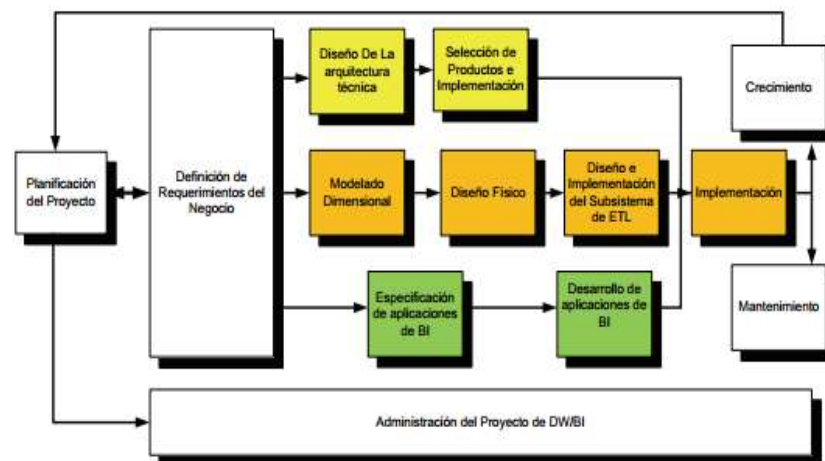 Planificación
del Proyecto
Definición de
Requerimientos del
Negocio
Diseño De La
arquitectura
técnica
Selección de
Productos e
Implementación
Modelado
Dimensional
Diseño Físico
Diseño e
Implementación
del Subsistema
de ETL
Implementación
Especificación
de aplicaciones
de BI
Desarrollo de
aplicaciones de
BI
Crecimiento
Mantenimiento
Administración del Proyecto de DW/BI